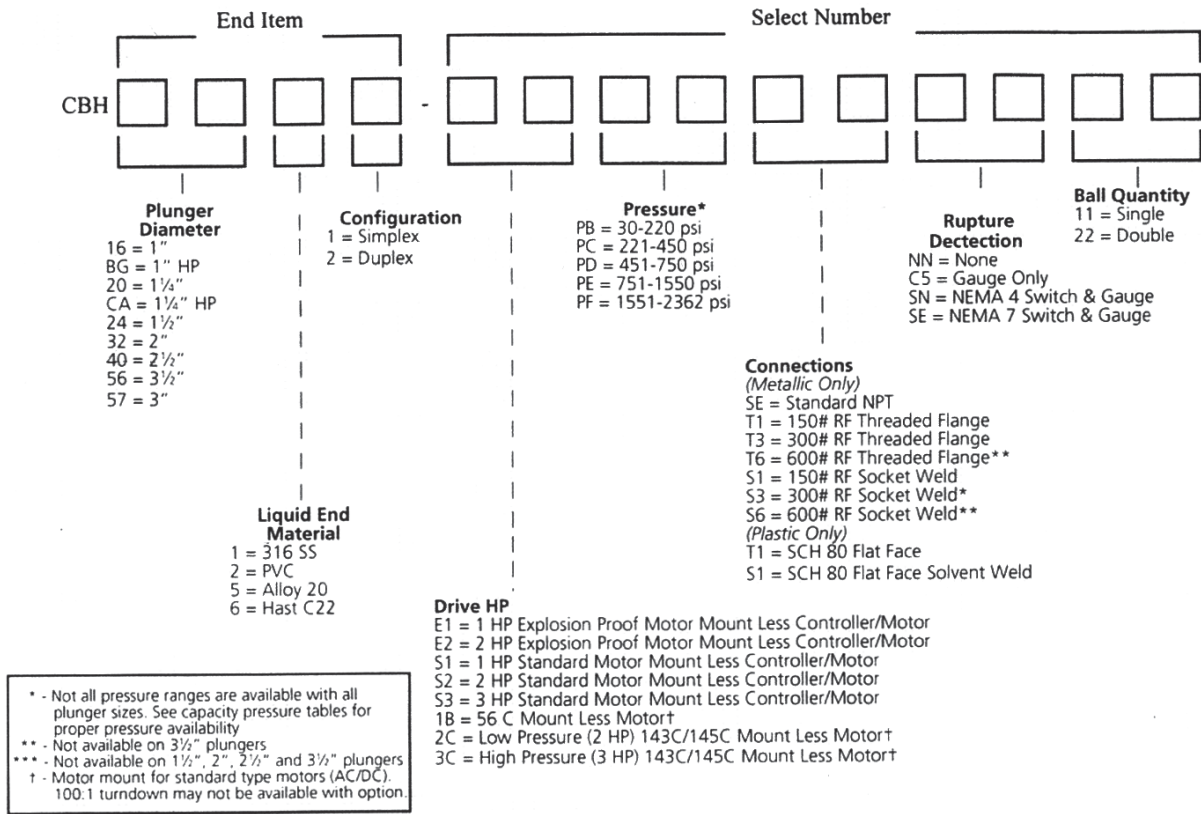 End Item
Select Number
CBH
-
Plunger
Diameter
16 = 1"
BG = 1" HP
20 = 1¼"
CA = 1¼" HP
24 = 1½"
32 = 2"
40 = 2½"
56 = 3½"
57 = 3"
Liquid End
Material
1 = 316 SS
2 = PVC
5 = Alloy 20
6 = Hast C22
Configuration
1 = Simplex
2 = Duplex
Drive HP
E1 = 1 HP Explosion Proof Motor Mount Less Controller/Motor
E2 = 2 HP Explosion Proof Motor Mount Less Controller/Motor
S1 = 1 HP Standard Motor Mount Less Controller/Motor
S2 = 2 HP Standard Motor Mount Less Controller/Motor
S3 = 3 HP Standard Motor Mount Less Controller/Motor
1B = 56 C Mount Less Motor†
2C = Low Pressure (2 HP) 143C/145C Mount Less Motor†
3C = High Pressure (3 HP) 143C/145C Mount Less Motor†
Pressure*
PB = 30-220 psi
PC = 221-450 psi
PD = 451-750 psi
PE = 751-1550 psi
PF = 1551-2362 psi
Connections
(Metallic Only)
SE = Standard NPT
T1 = 150# RF Threaded Flange
T3 = 300# RF Threaded Flange
T6 = 600# RF Threaded Flange**
S1 = 150# RF Socket Weld
S3 = 300# RF Socket Weld*
S6 = 600# RF Socket Weld**
(Plastic Only)
T1 = SCH 80 Flat Face
S1 = SCH 80 Flat Face Solvent Weld
Rupture
Dectection
NN = None
C5 = Gauge Only
SN = NEMA 4 Switch & Gauge
SE = NEMA 7 Switch & Gauge
Ball Quantity
11 = Single
22 = Double
* - Not all pressure ranges are available with all
plunger sizes. See capacity pressure tables for
proper pressure availability
** - Not available on 3½" plungers
*** - Not available on 1½", 2", 2½" and 3½" plungers
† - Motor mount for standard type motors (AC/DC).
100:1 turndown may not be available with option.